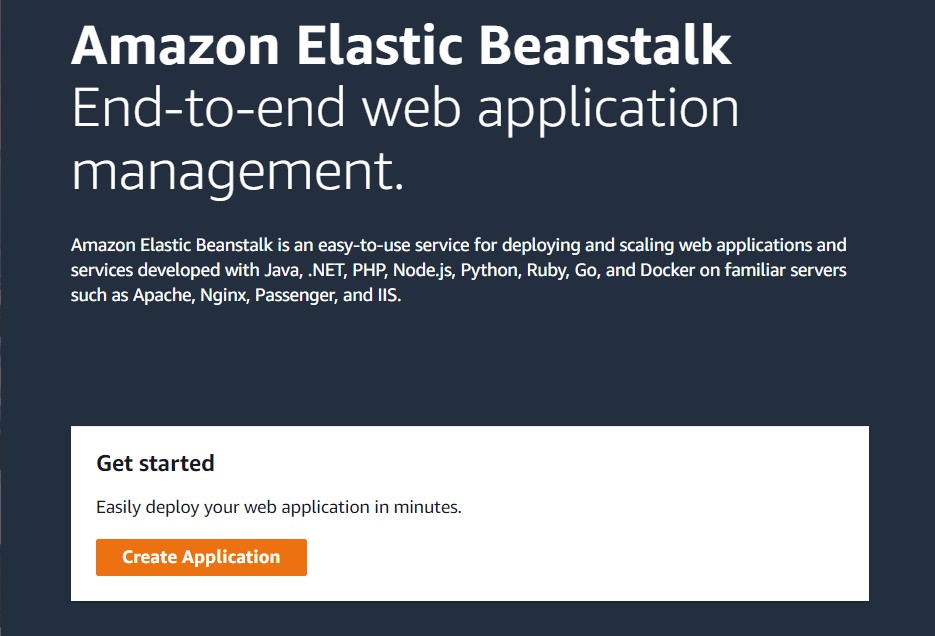 Amazon Elastic Beanstalk
End-to-end web application
management.
Amazon Elastic Beanstalk is an easy-to-use service for deploying and scaling web applications and
services developed with Java, .NET, PHP, Node.js, Python, Ruby, Go, and Docker on familiar servers
such as Apache, Nginx, Passenger, and IIS.
Get started
Easily deploy your web application in minutes.
Create Application